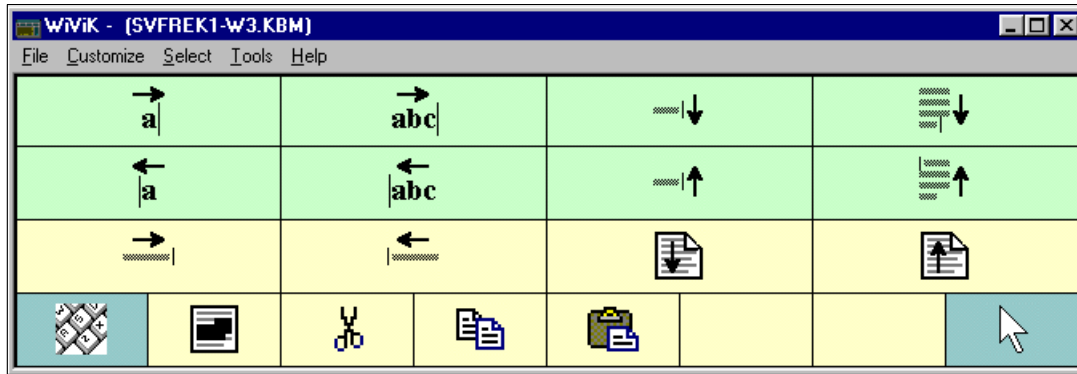 WiViK - (SVFREK1-W3.KBM)
File Customize Select Tools Help
a abc
a abc